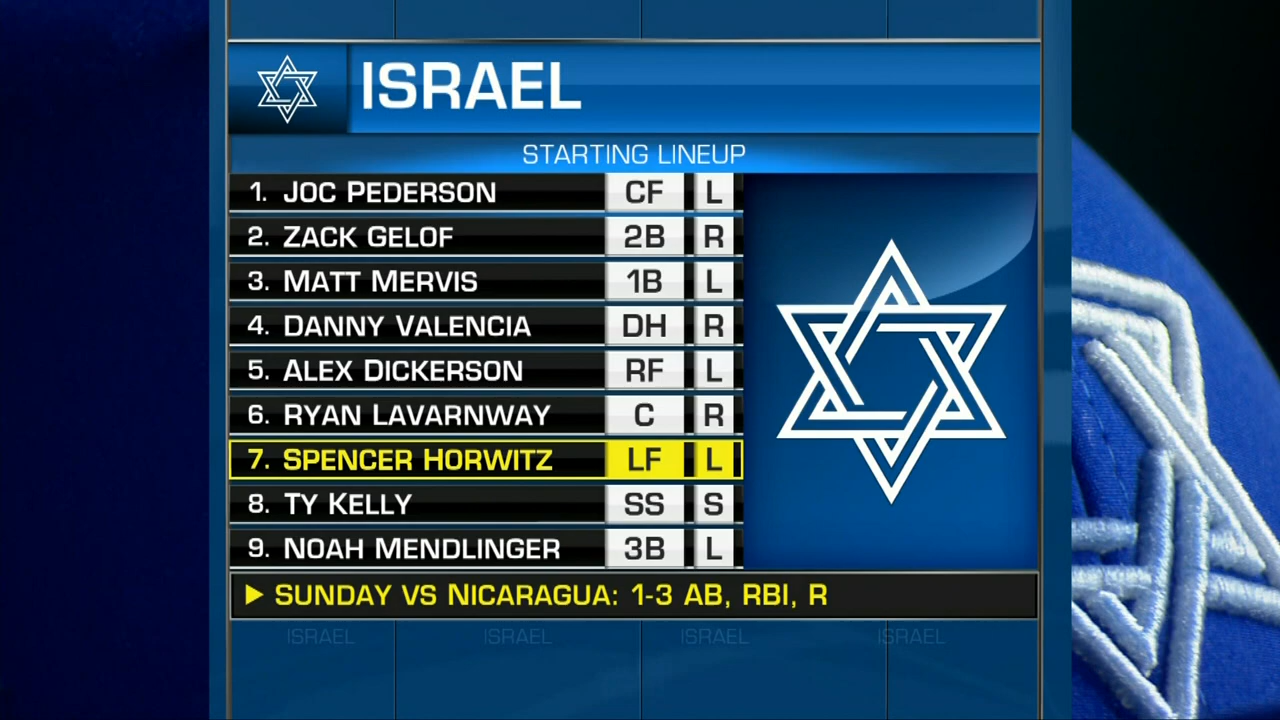 ISRAEL
STARTING LINEUP
1. JOC PEDERSON CF L
2. ZACK GELOF 2B R
3. MATT MERVIS 1B L
4. DANNY VALENCIA DH R
5. ALEX DICKERSON RF L
6. RYAN LAVARNWAY C R
7. SPENCER HORWITZ LF L
8. TY KELLY SS S
9. NOAH MENDLINGER 3B L
SUNDAY VS NICARAGUA: 1-3 AB, RBI, R
ISRAEL ISRAEL ISRAEL ISRAEL